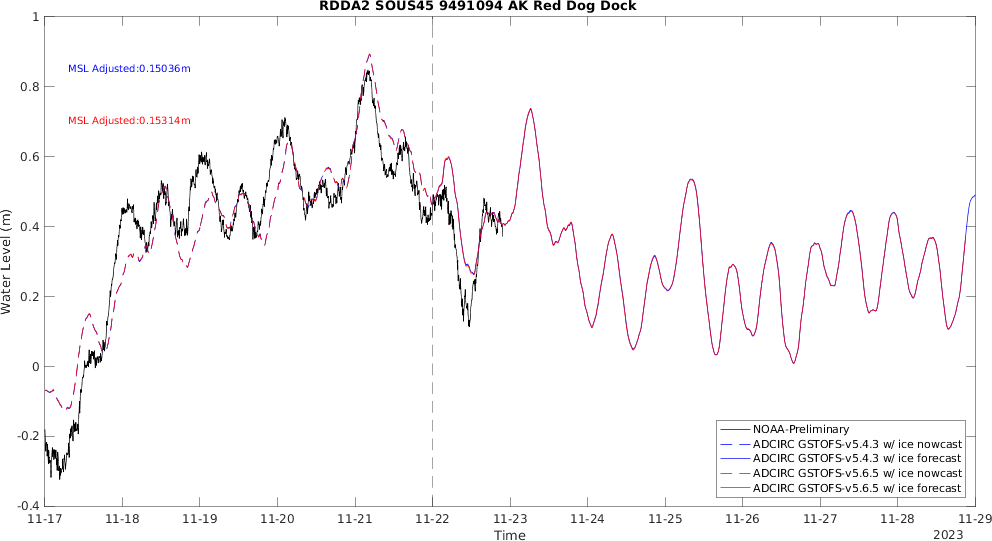 RDDA2 SOUS45 9491094 AK Red Dog Dock
MSL Adjusted:0.15036m
MSL Adjusted:0.15314m
Water Level (m)
1
0.8
0.6
0.4
0.2
0
-0.2
-0.4
NOAA-Preliminary
ADCIRC GSTOFS-v5.4.3 w/ ice nowcast
ADCIRC GSTOFS-v5.4.3 w/ ice forecast
ADCIRC GSTOFS-v5.6.5 w/ ice nowcast
ADCIRC GSTOFS-v5.6.5 w/ ice forecast
11-17 11-18 11-19 11-20 11-21 11-22 11-23 11-24 11-25 11-26 11-27 11-28 11-29
Time
2023